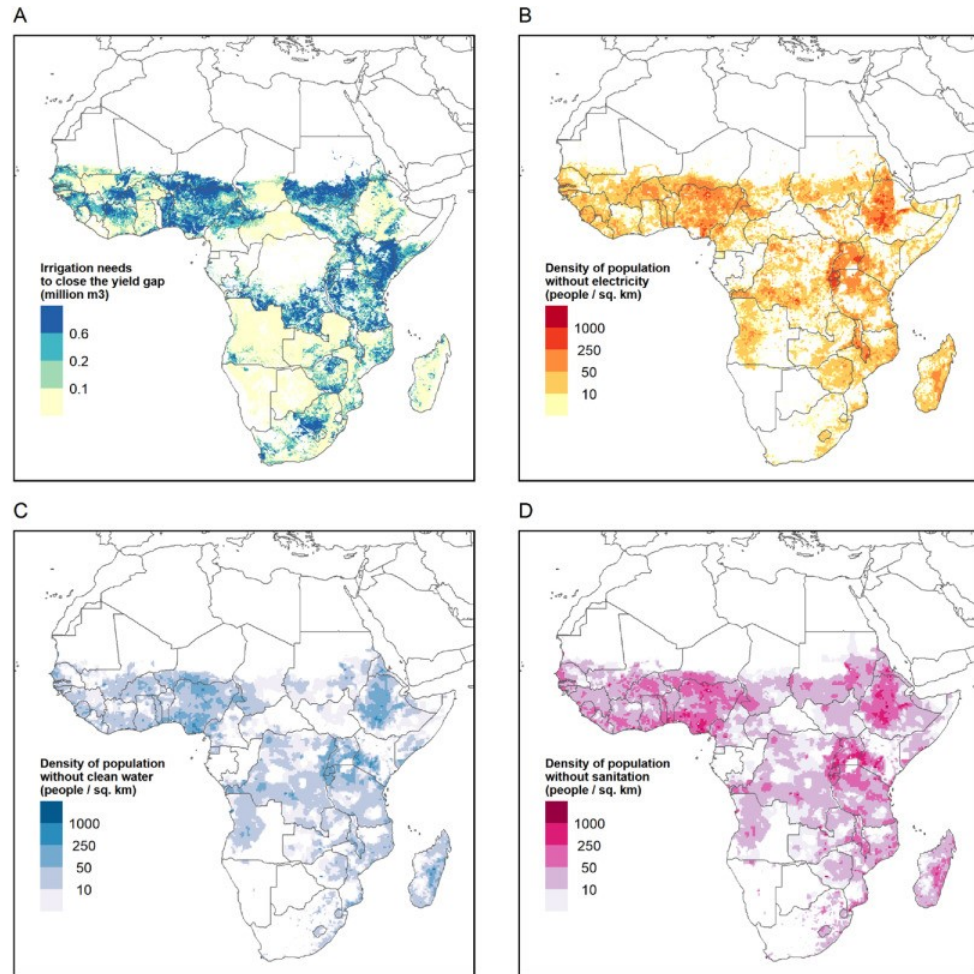 A
B
Irrigation needs
to close the yield gap
(million m3)
0.6
0.2
0.1
Density of population
without electricity
(people / sq. km)
1000
250
50
10
C
D
Density of population
without clean water
(people / sq. km)
1000
250
50
10
Density of population
without sanitation
(people / sq. km)
1000
250
50
10